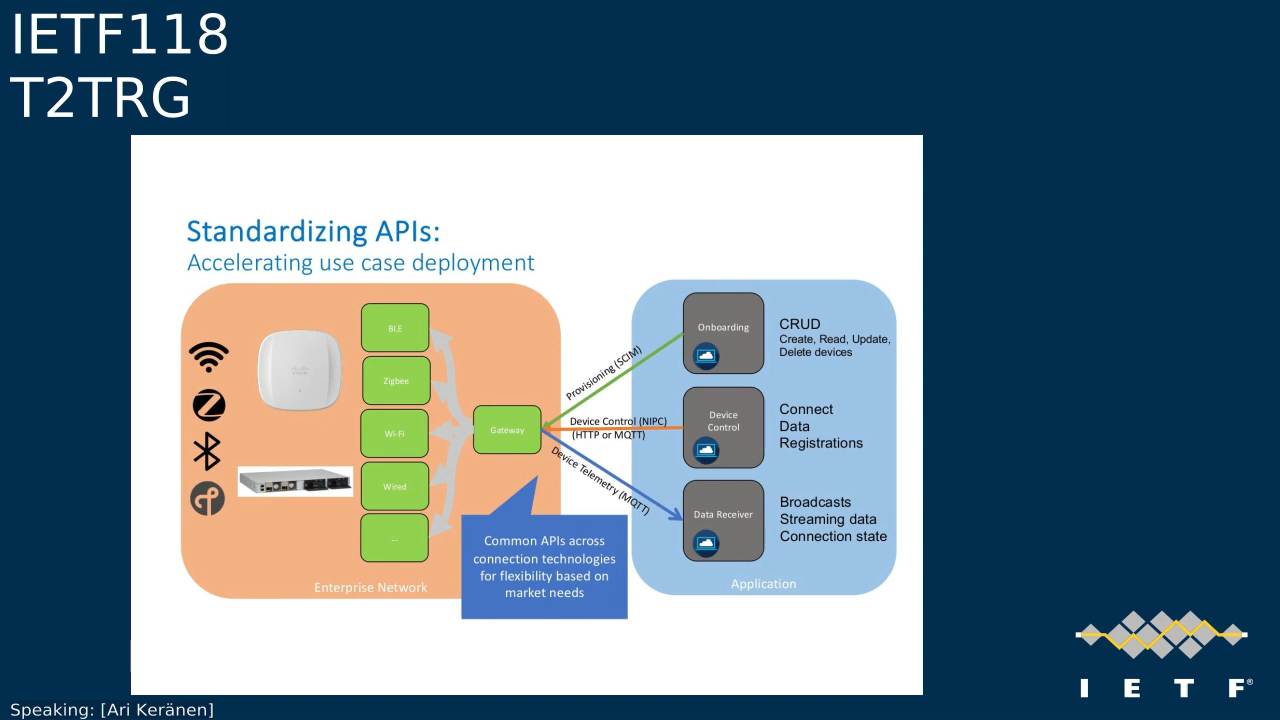 IETF118
T2TRG
Standardizing APIs:
Accelerating use case deployment
BLE
Zigbee
Wi-Fi
Wired
...
Gateway
Enterprise Network
Provisioning (SCIM)
Device Control (NIPC)
(HTTP or MQTT)
Device Telemetry (MQTT)
Common APIs across
connection technologies
for flexibility based on
market needs
Onboarding
CRUD
Create, Read, Update,
Delete devices
Device
Control
Connect
Data
Registrations
Data Receiver
Broadcasts
Streaming data
Connection state
Application
I E T F®
Speaking: [Ari Keränen]